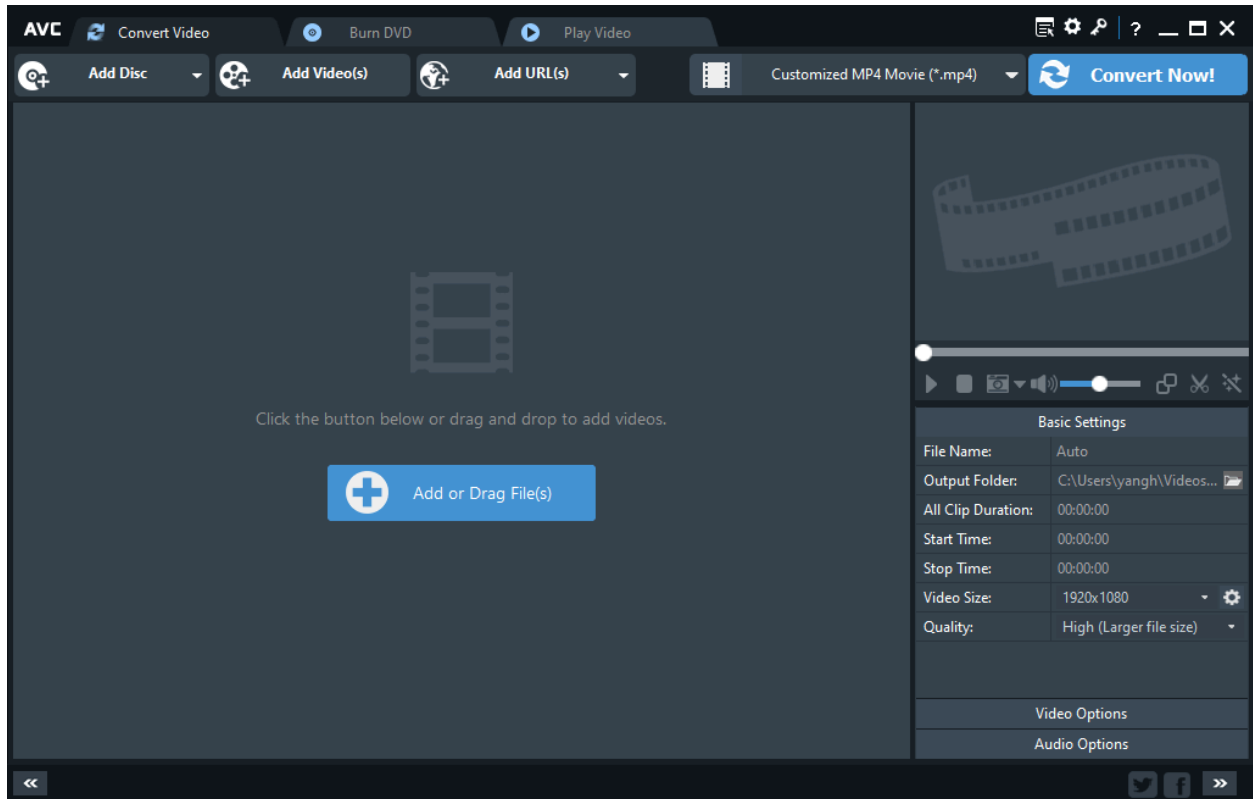 AVC Convert Video Burn DVD Play Video ?
Add Disc Add Video(s) Add URL(s) Customized MP4 Movie (*.mp4) Convert Now!
Click the button below or drag and drop to add videos.
Add or Drag File(s)
Basic Settings
File Name: Auto
Output Folder: C:\Users\yangh\Videos...
All Clip Duration: 00:00:00
Start Time: 00:00:00
Stop Time: 00:00:00
Video Size: 1920x1080
Quality: High (Larger file size)
Video Options
Audio Options